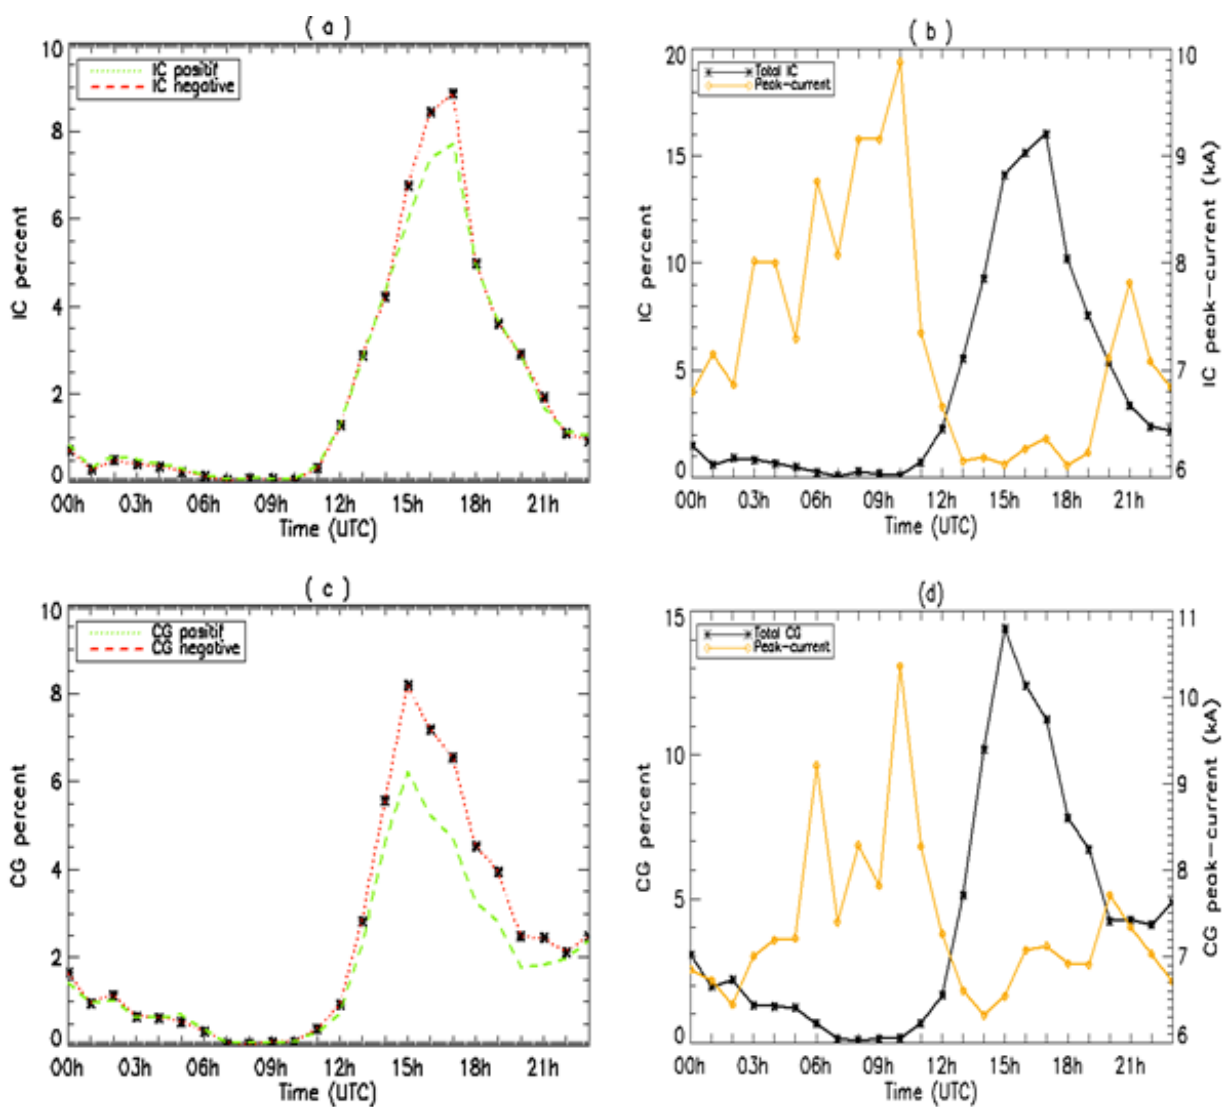 ( a )
10
8
6
4
2
0
IC percent
IC positif
IC negative
00h 03h 06h 09h 12h 15h 18h 21h
Time (UTC)
( b )
20
15
10
5
0
IC percent
Total IC
Peak-current
10
9
8
7
6
IC peak-current (kA)
00h 03h 06h 09h 12h 15h 18h 21h
Time (UTC)
( c )
10
8
6
4
2
0
CG percent
CG positif
CG negative
00h 03h 06h 09h 12h 15h 18h 21h
Time (UTC)
(d)
15
10
5
0
CG percent
Total CG
Peak-current
11
10
9
8
7
6
CG peak-current (kA)
00h 03h 06h 09h 12h 15h 18h 21h
Time (UTC)